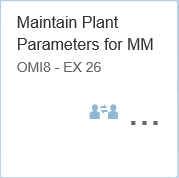 Maintain Plant
Parameters for MM
OMI8 - EX 26
...